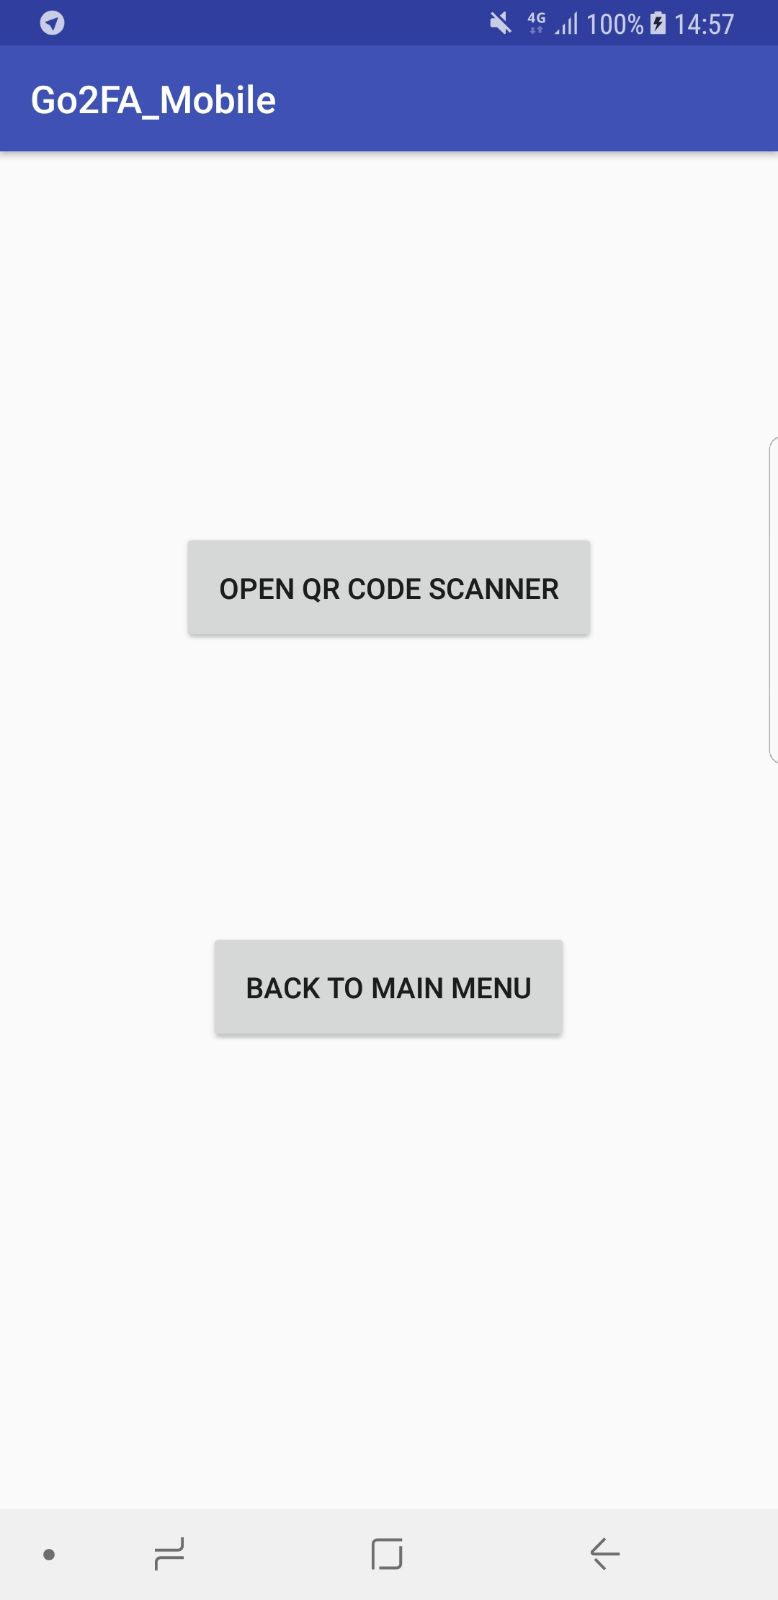 4G 100% 14:57
Go2FA_Mobile
OPEN QR CODE SCANNER
BACK TO MAIN MENU